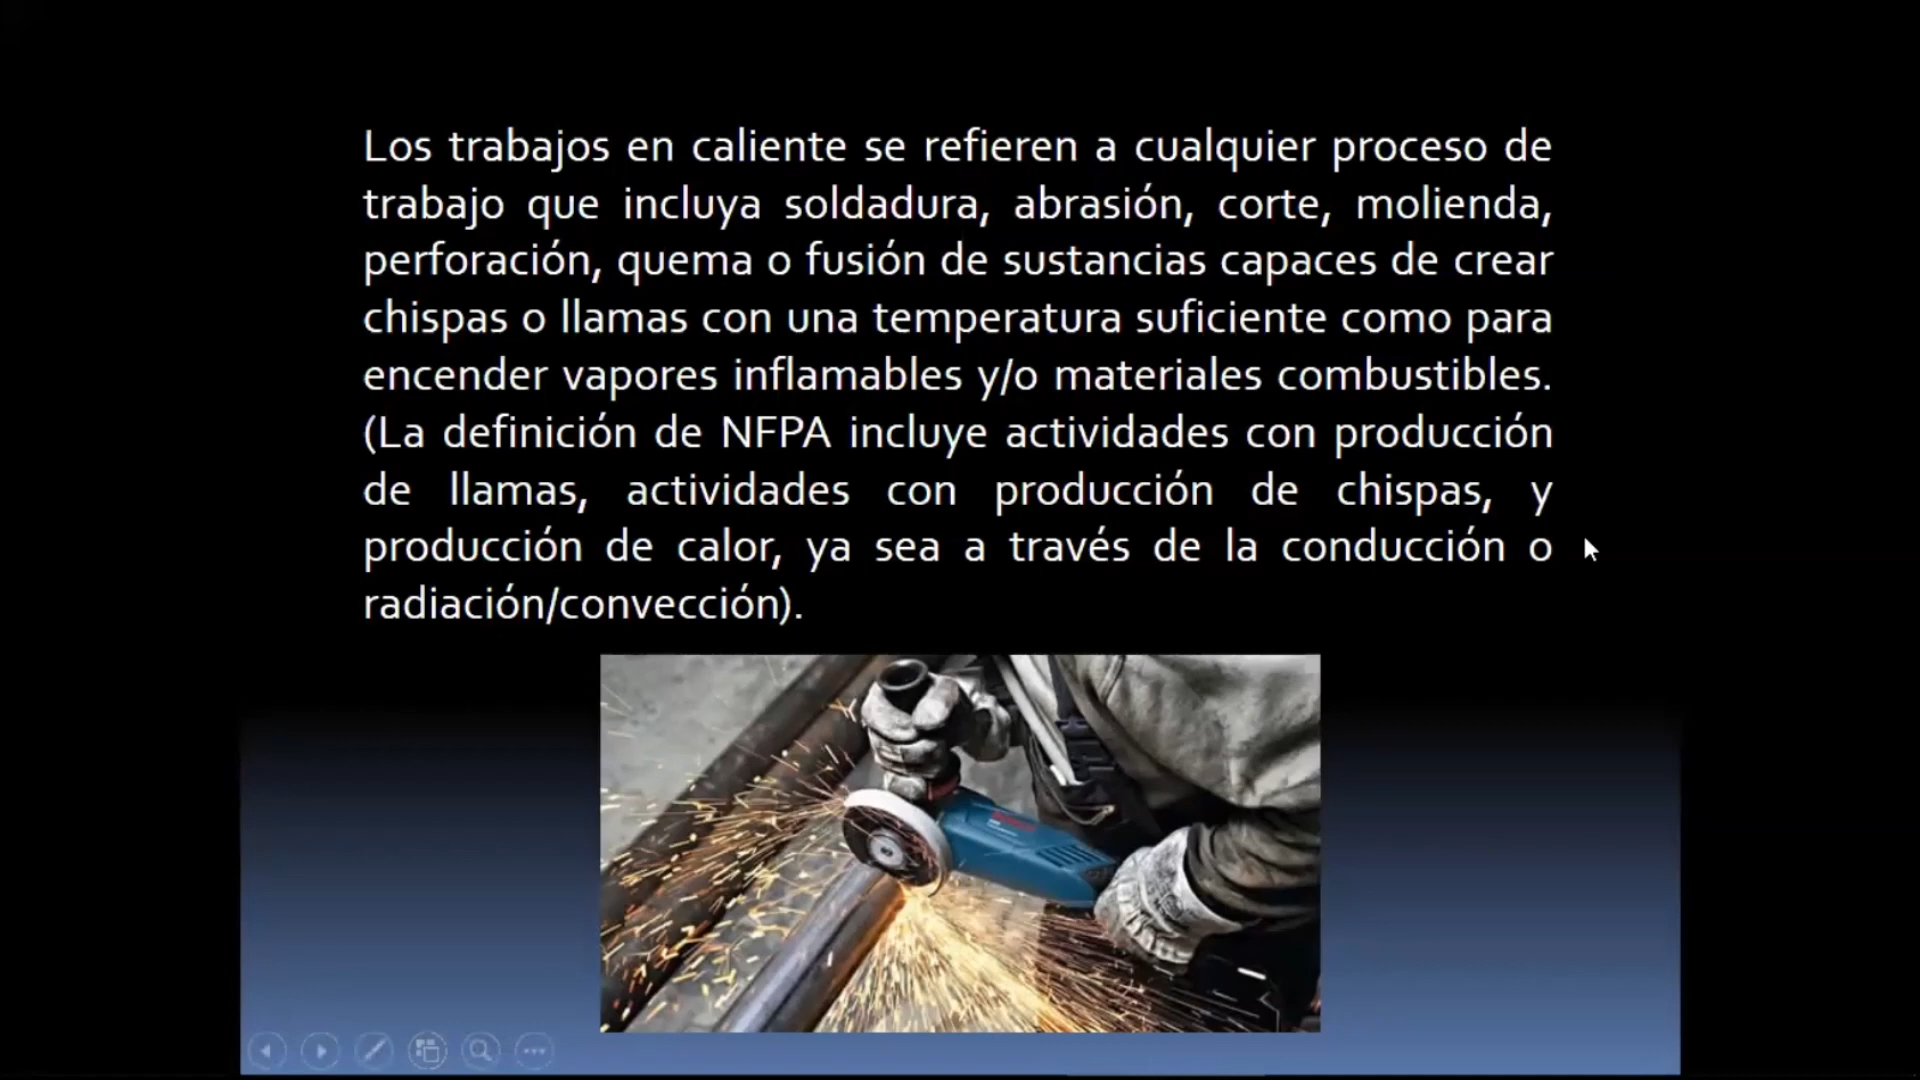 Los trabajos en caliente se refieren a cualquier proceso de
trabajo que incluya soldadura, abrasión, corte, molienda,
perforación, quema o fusión de sustancias capaces de crear
chispas o llamas con una temperatura suficiente como para
encender vapores inflamables y/o materiales combustibles.
(La definición de NFPA incluye actividades con producción
de llamas, actividades con producción de chispas, y
producción de calor, ya sea a través de la conducción o
radiación/convección).